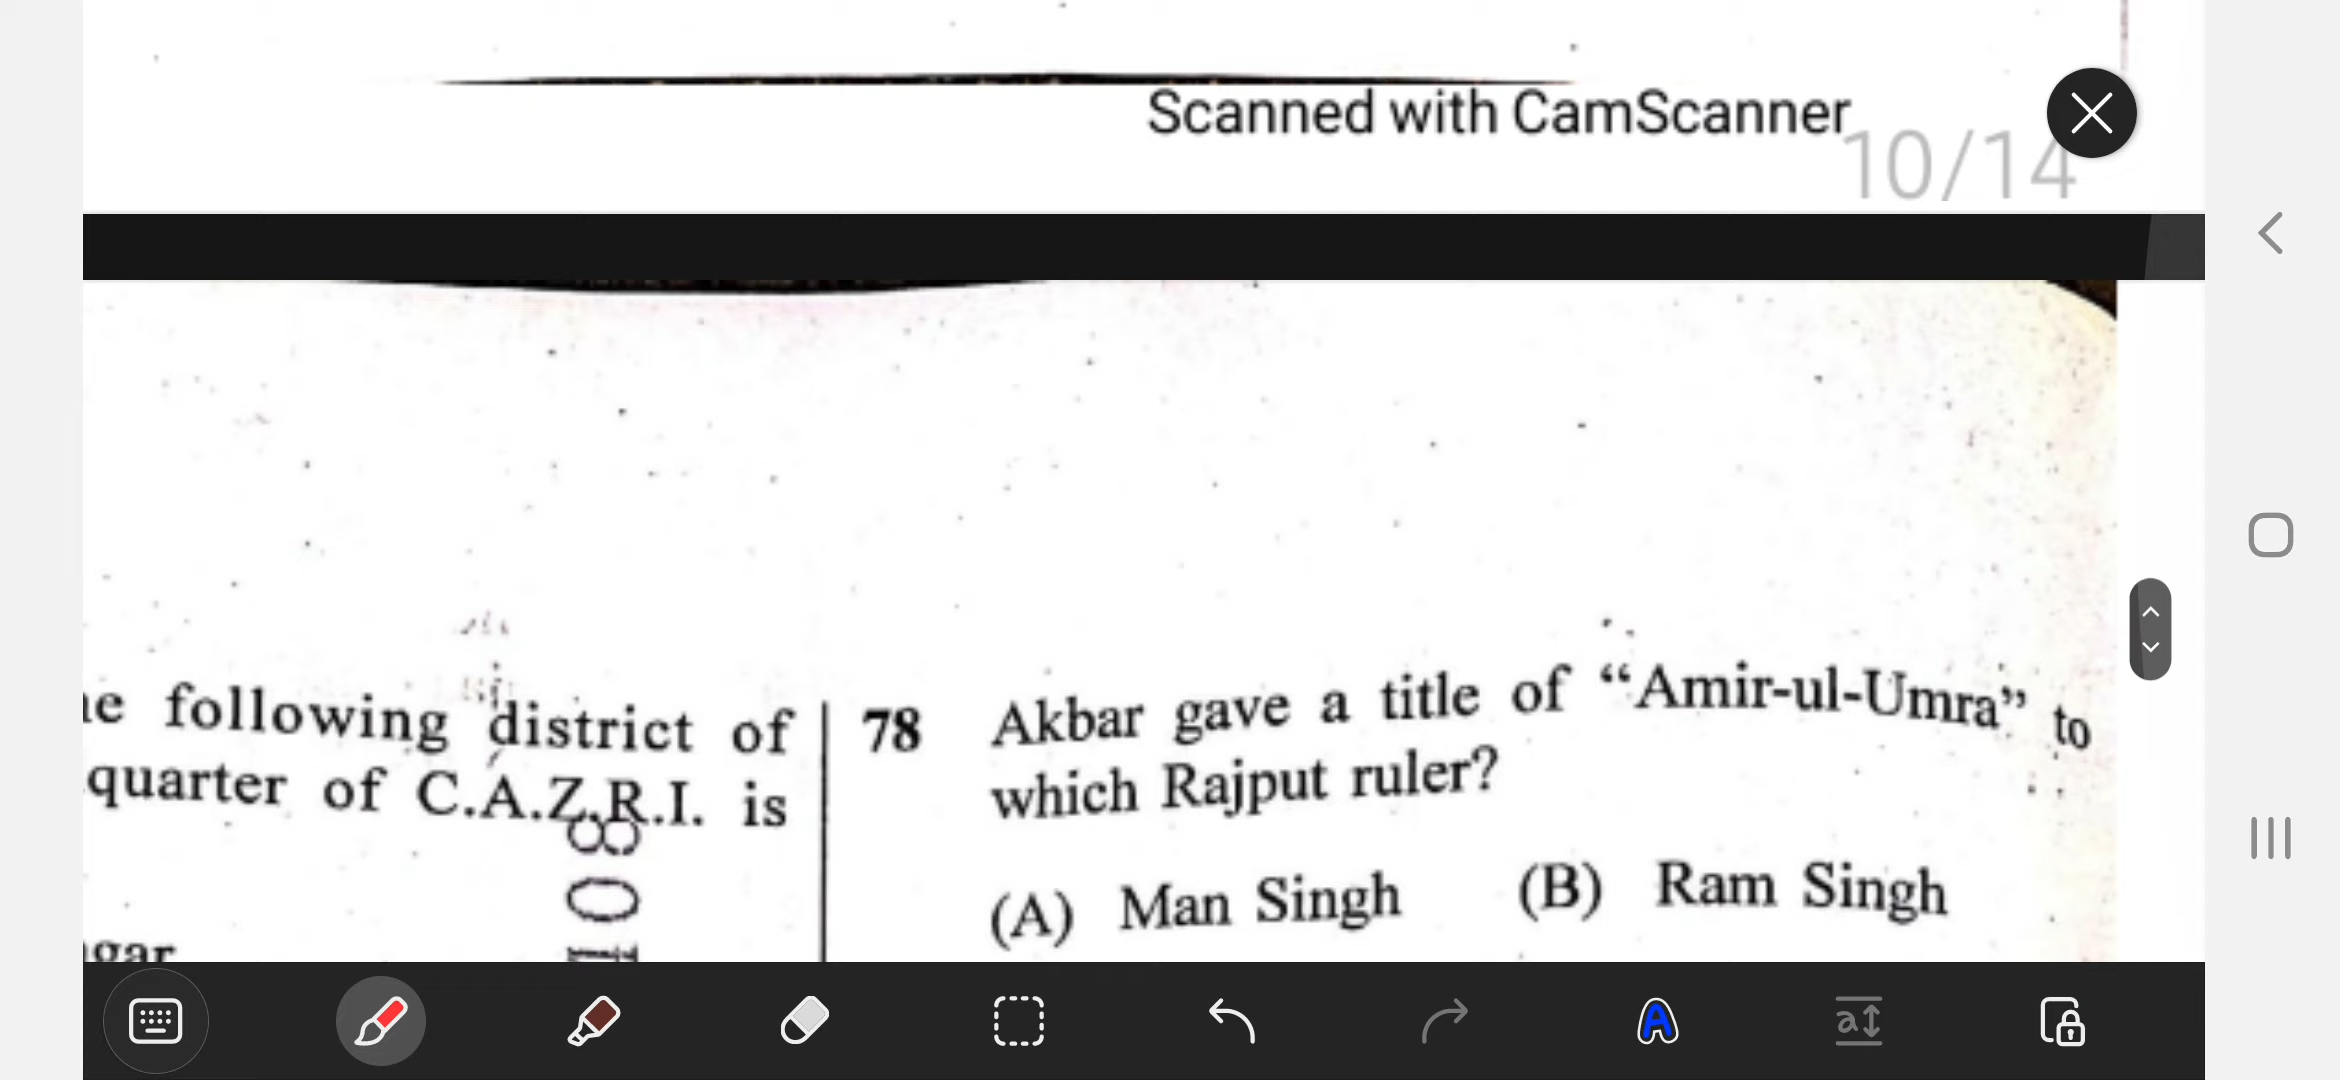 Scanned with CamScanner
10/14
following district of
quarter of C.A.Z.R.I. is
108
78 Akbar gave a title of “Amir-ul-Umra” to
which Rajput ruler?
(A) Man Singh (B) Ram Singh
A
a